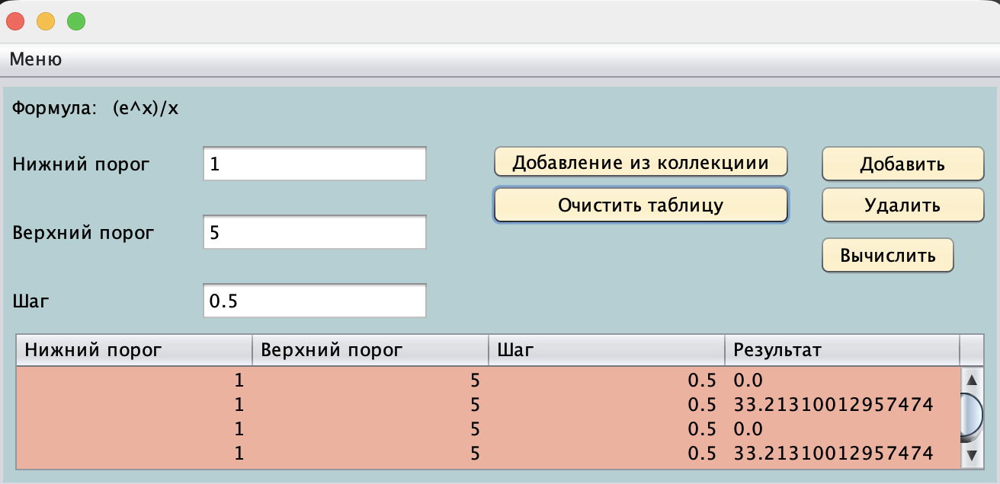 Меню
Формула: (e^x)/x
Нижний порог 1 Добавление из коллекциии Добавить
Очистить таблицу Удалить
Верхний порог 5
Вычислить
Шаг 0.5
Нижний порог Верхний порог Шаг Результат
1 5 0.5 0.0
1 5 0.5 33.21310012957474
1 5 0.5 0.0
1 5 0.5 33.21310012957474